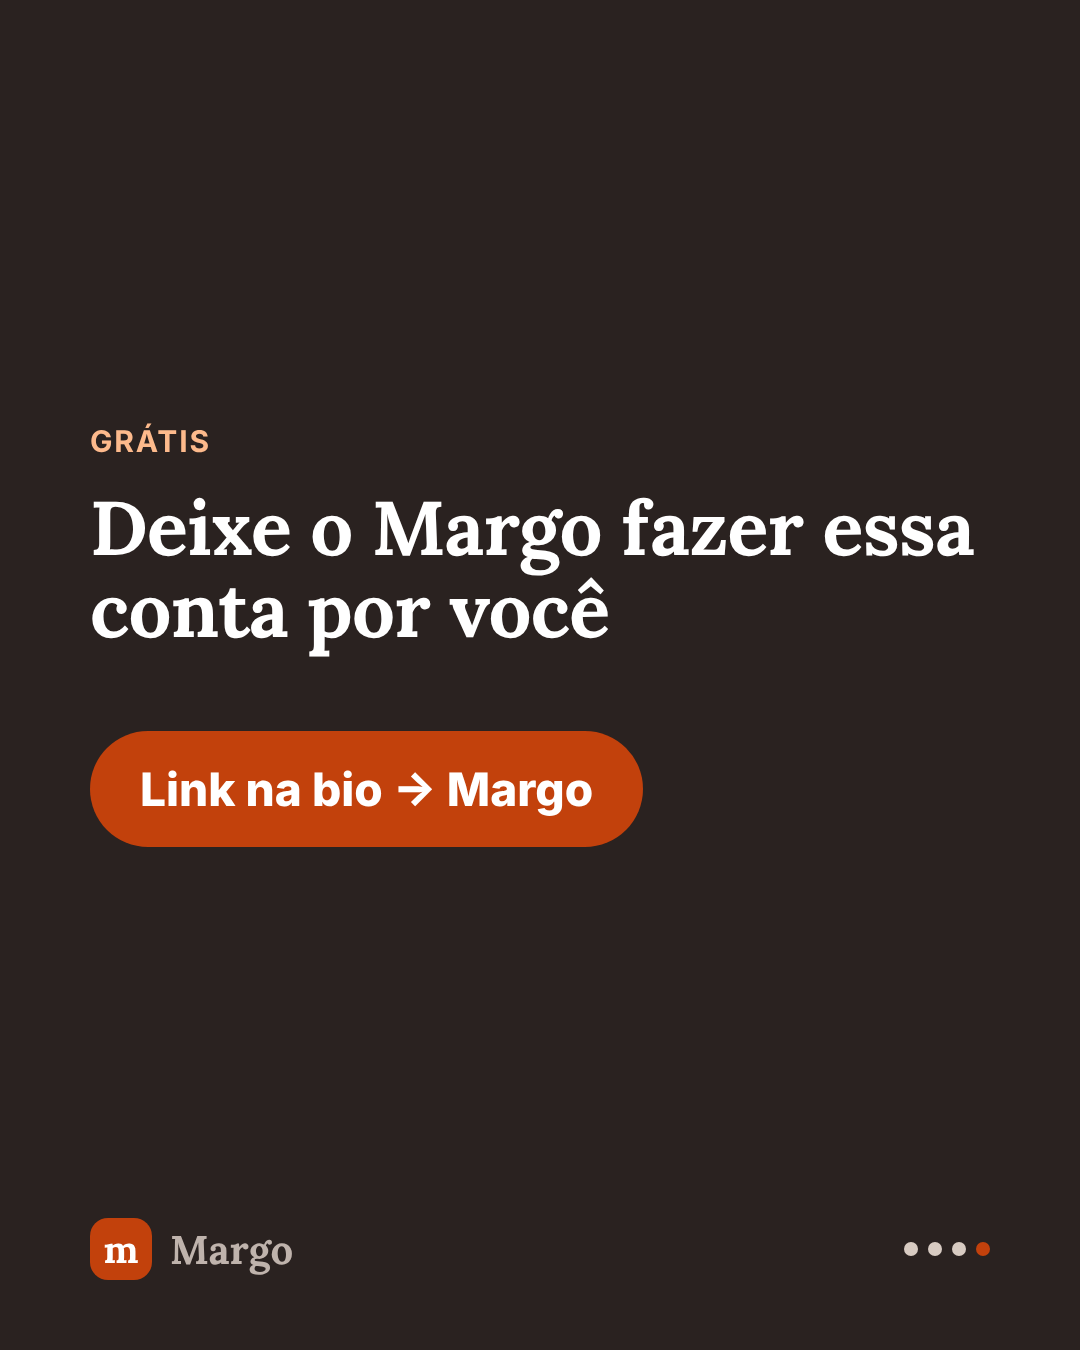 GRÁTIS
Deixe o Margo fazer essa
conta por você
Link na bio → Margo
m Margo